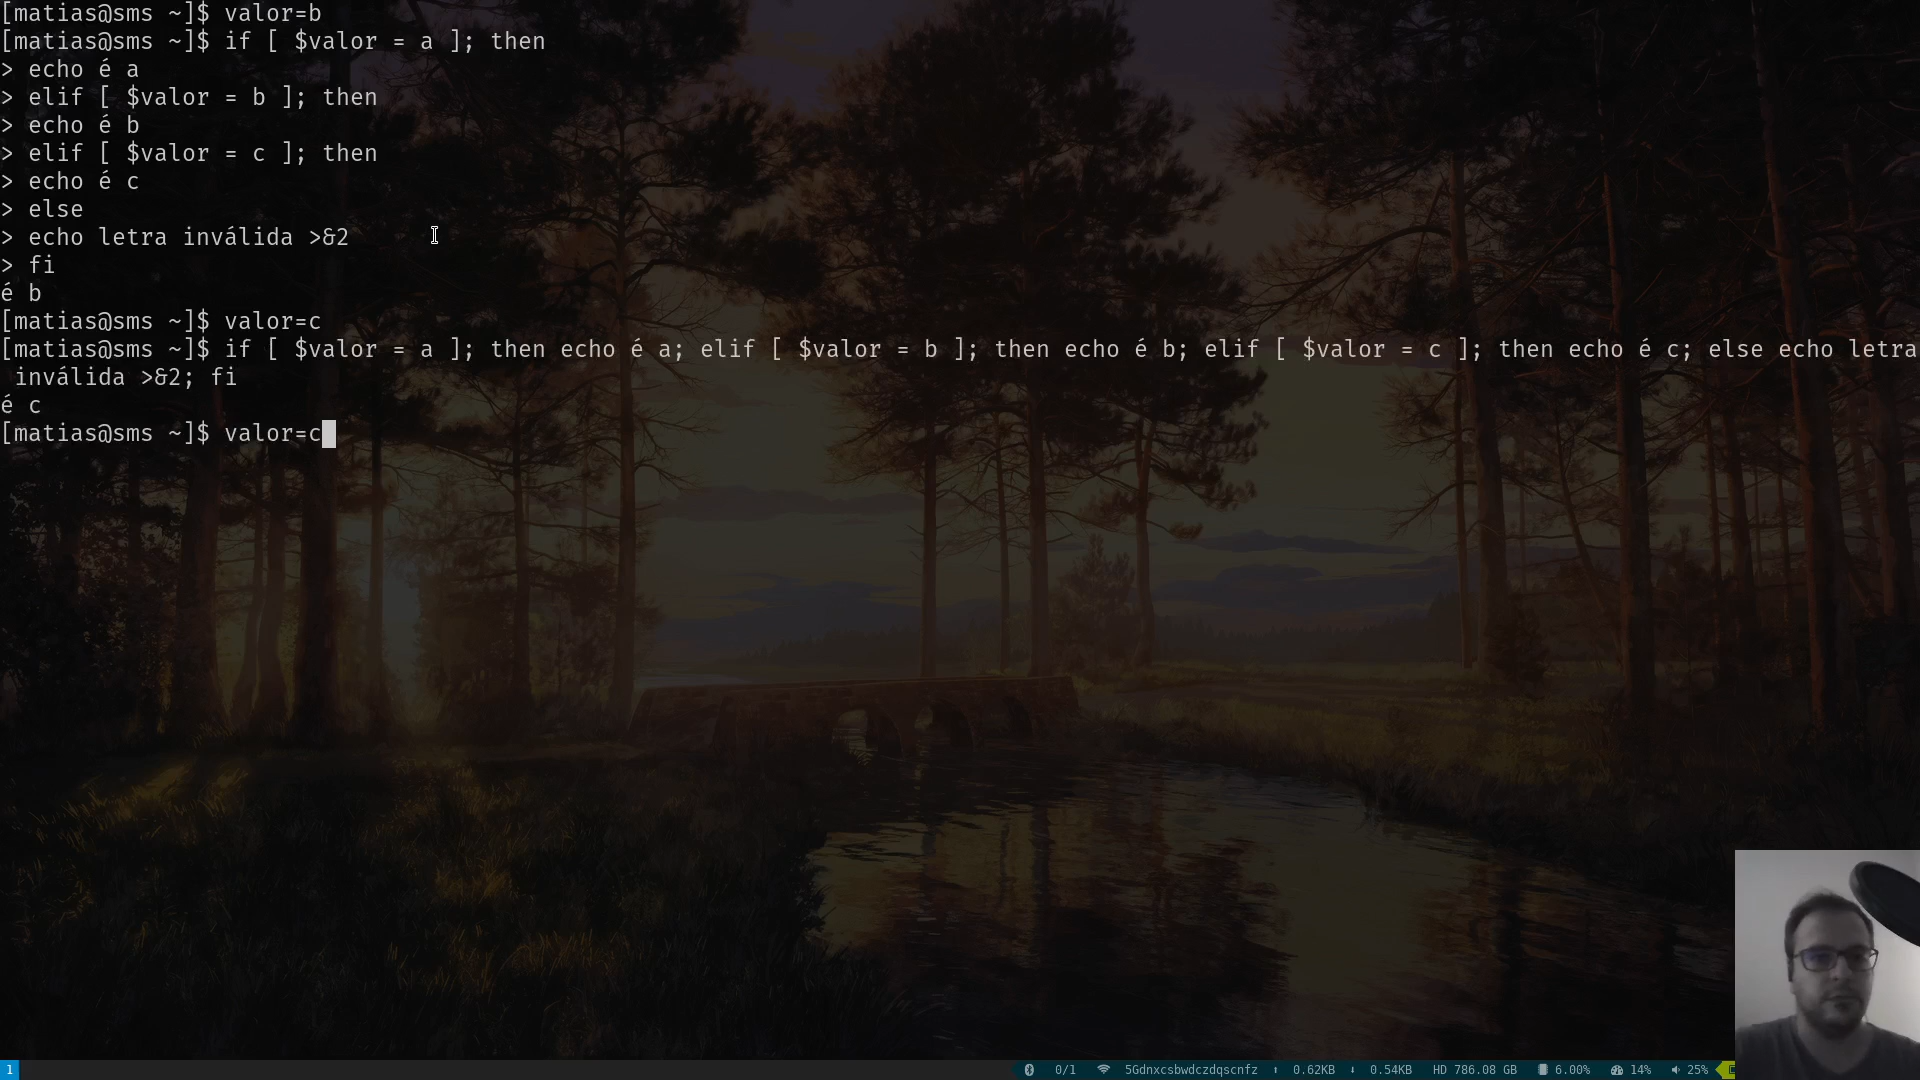 [matias@sms ~]$ valor=b
[matias@sms ~]$ if [ $valor = a ]; then
> echo é a
> elif [ $valor = b ]; then
> echo é b
> elif [ $valor = c ]; then
> echo é c
> else
> echo letra inválida >&2
> fi
é b
[matias@sms ~]$ valor=c
[matias@sms ~]$ if [ $valor = a ]; then echo é a; elif [ $valor = b ]; then echo é b; elif [ $valor = c ]; then echo é c; else echo letra
inválida >&2; fi
é c
[matias@sms ~]$ valor=c
1 0/1 5Gdnxcsbwdczdqscnfz ↑ 0.62KB ↓ 0.54KB HD 786.08 GB 6.00% 14% 25%